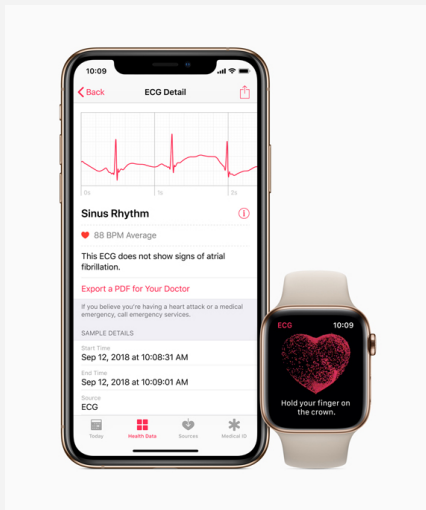 10:09
Back
ECG Detail
0s
1s
2s
Sinus Rhythm
88 BPM Average
This ECG does not show signs of atrial
fibrillation.
Export a PDF for Your Doctor
If you believe you're having a heart attack or a medical
emergency, call emergency services.
SAMPLE DETAILS
Start Time
Sep 12, 2018 at 10:08:31 AM
End Time
Sep 12, 2018 at 10:09:01 AM
Source
ECG
Today
Health Data
Sources
Medical ID
ECG
10:09
Hold your finger on
the crown.